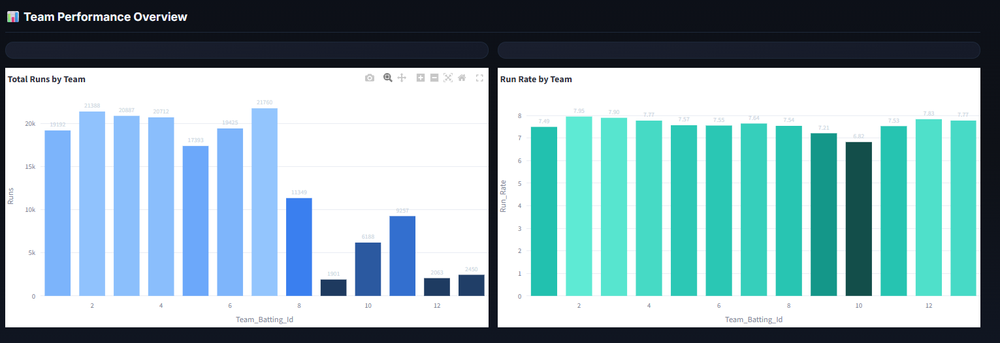 📊 Team Performance Overview
Total Runs by Team
21760
21388
20887
20712
19192
19425
17393
11349
9257
6188
1901
2063
2450
20k
15k
10k
5k
0
Runs
2 4 6 8 10 12
Team_Batting_Id
Run Rate by Team
7.49 7.95 7.90 7.77 7.57 7.55 7.64 7.54 7.21 6.82 7.53 7.83 7.77
8
7
6
5
4
3
2
1
0
Run_Rate
2 4 6 8 10 12
Team_Batting_Id